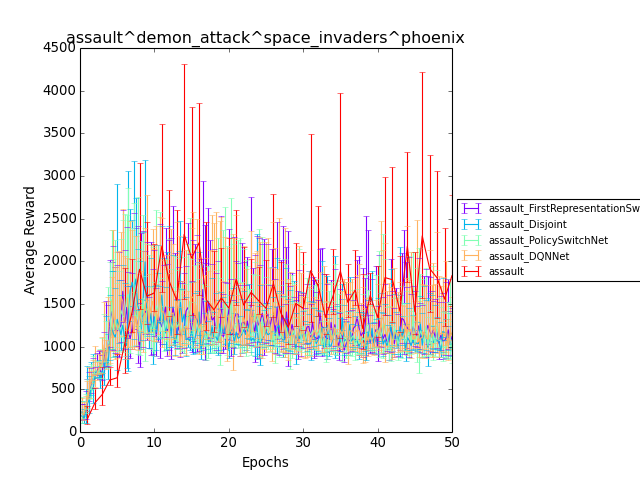 assault^demon_attack^space_invaders^phoenix
4500
4000
3500
3000
2500
2000
1500
1000
500
0
Average Reward
0 10 20 30 40 50
Epochs
assault_FirstRepresentationSw
assault_Disjoint
assault_PolicySwitchNet
assault_DQNNet
assault